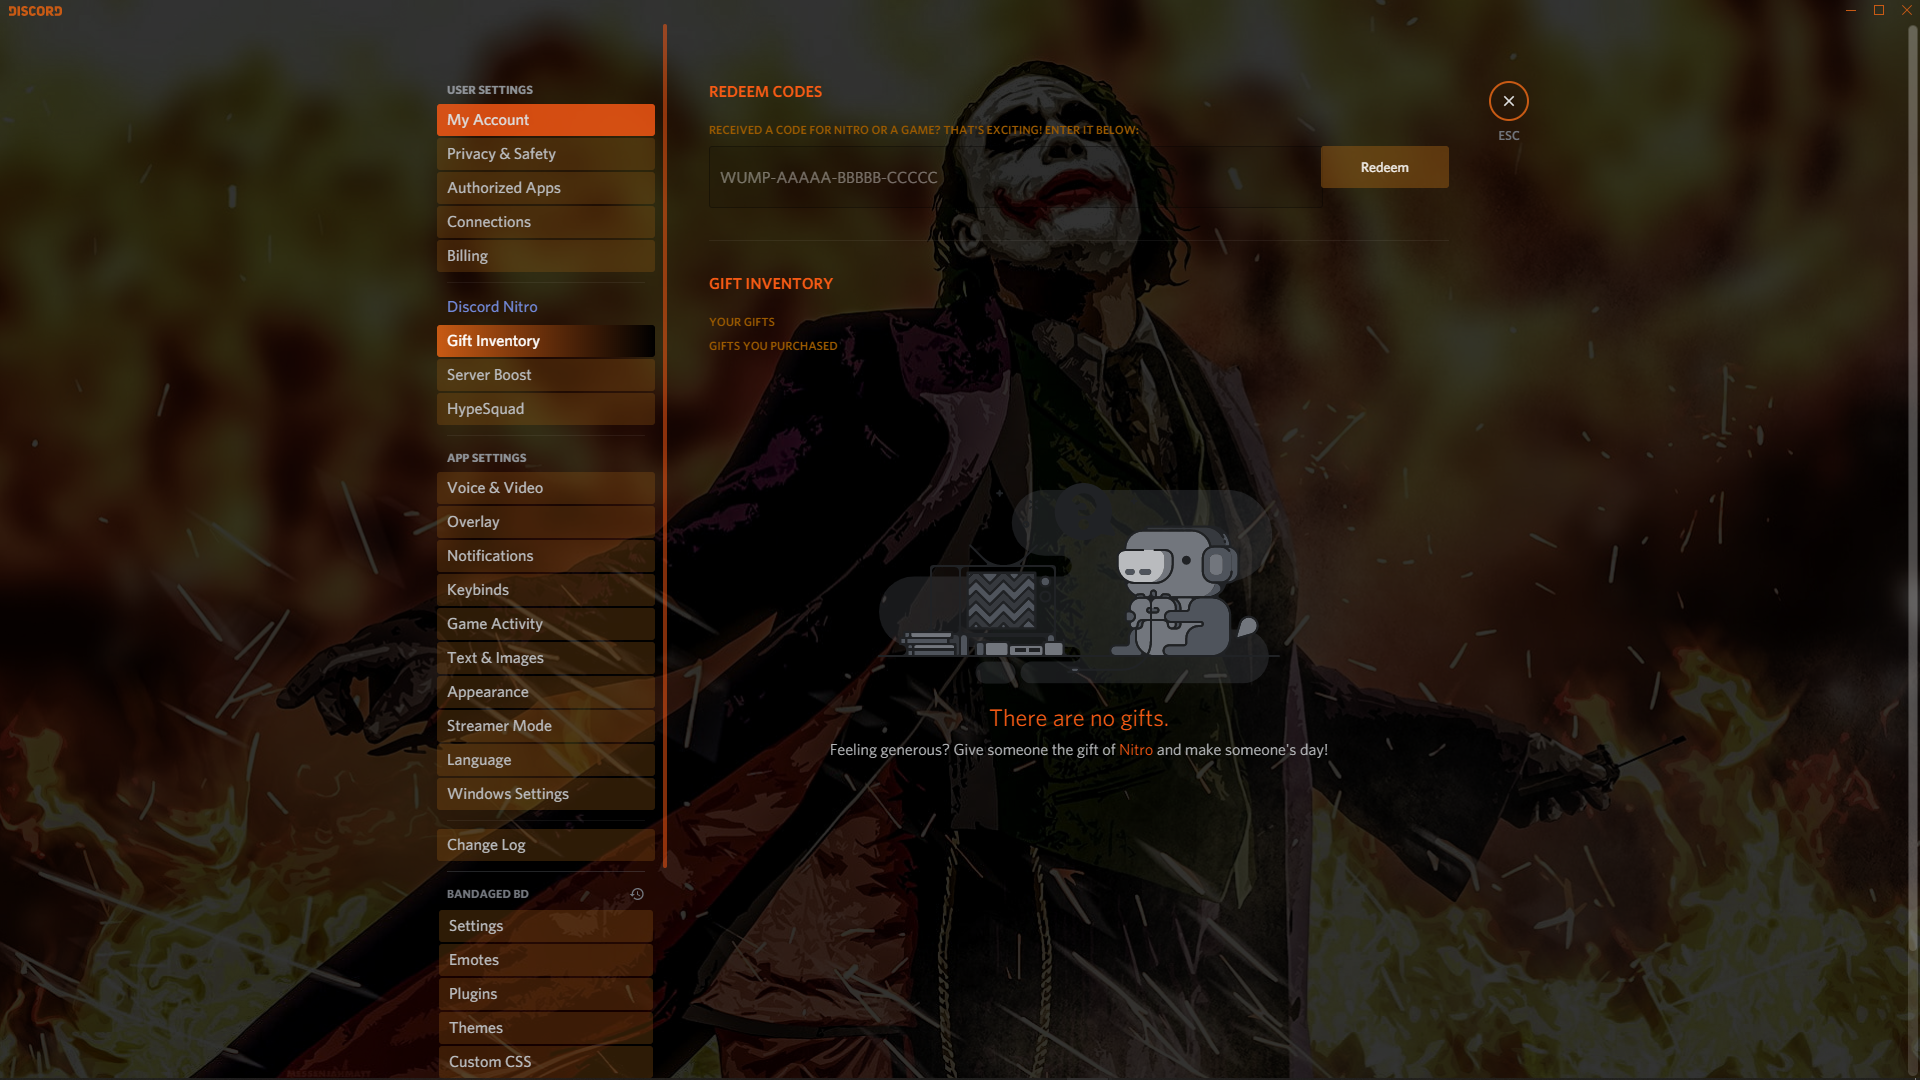 DISCORD
USER SETTINGS
My Account
Privacy & Safety
Authorized Apps
Connections
Billing
Discord Nitro
Gift Inventory
Server Boost
HypeSquad
APP SETTINGS
Voice & Video
Overlay
Notifications
Keybinds
Game Activity
Text & Images
Appearance
Streamer Mode
Language
Windows Settings
Change Log
BANDAGED BD
Settings
Emotes
Plugins
Themes
Custom CSS
REDEEM CODES
RECEIVED A CODE FOR NITRO OR A GAME? THAT'S EXCITING! ENTER IT BELOW:
WUMP-AAAAA-BBBBB-CCCCC
Redeem
ESC
GIFT INVENTORY
YOUR GIFTS
GIFTS YOU PURCHASED
There are no gifts.
Feeling generous? Give someone the gift of Nitro and make someone's day!